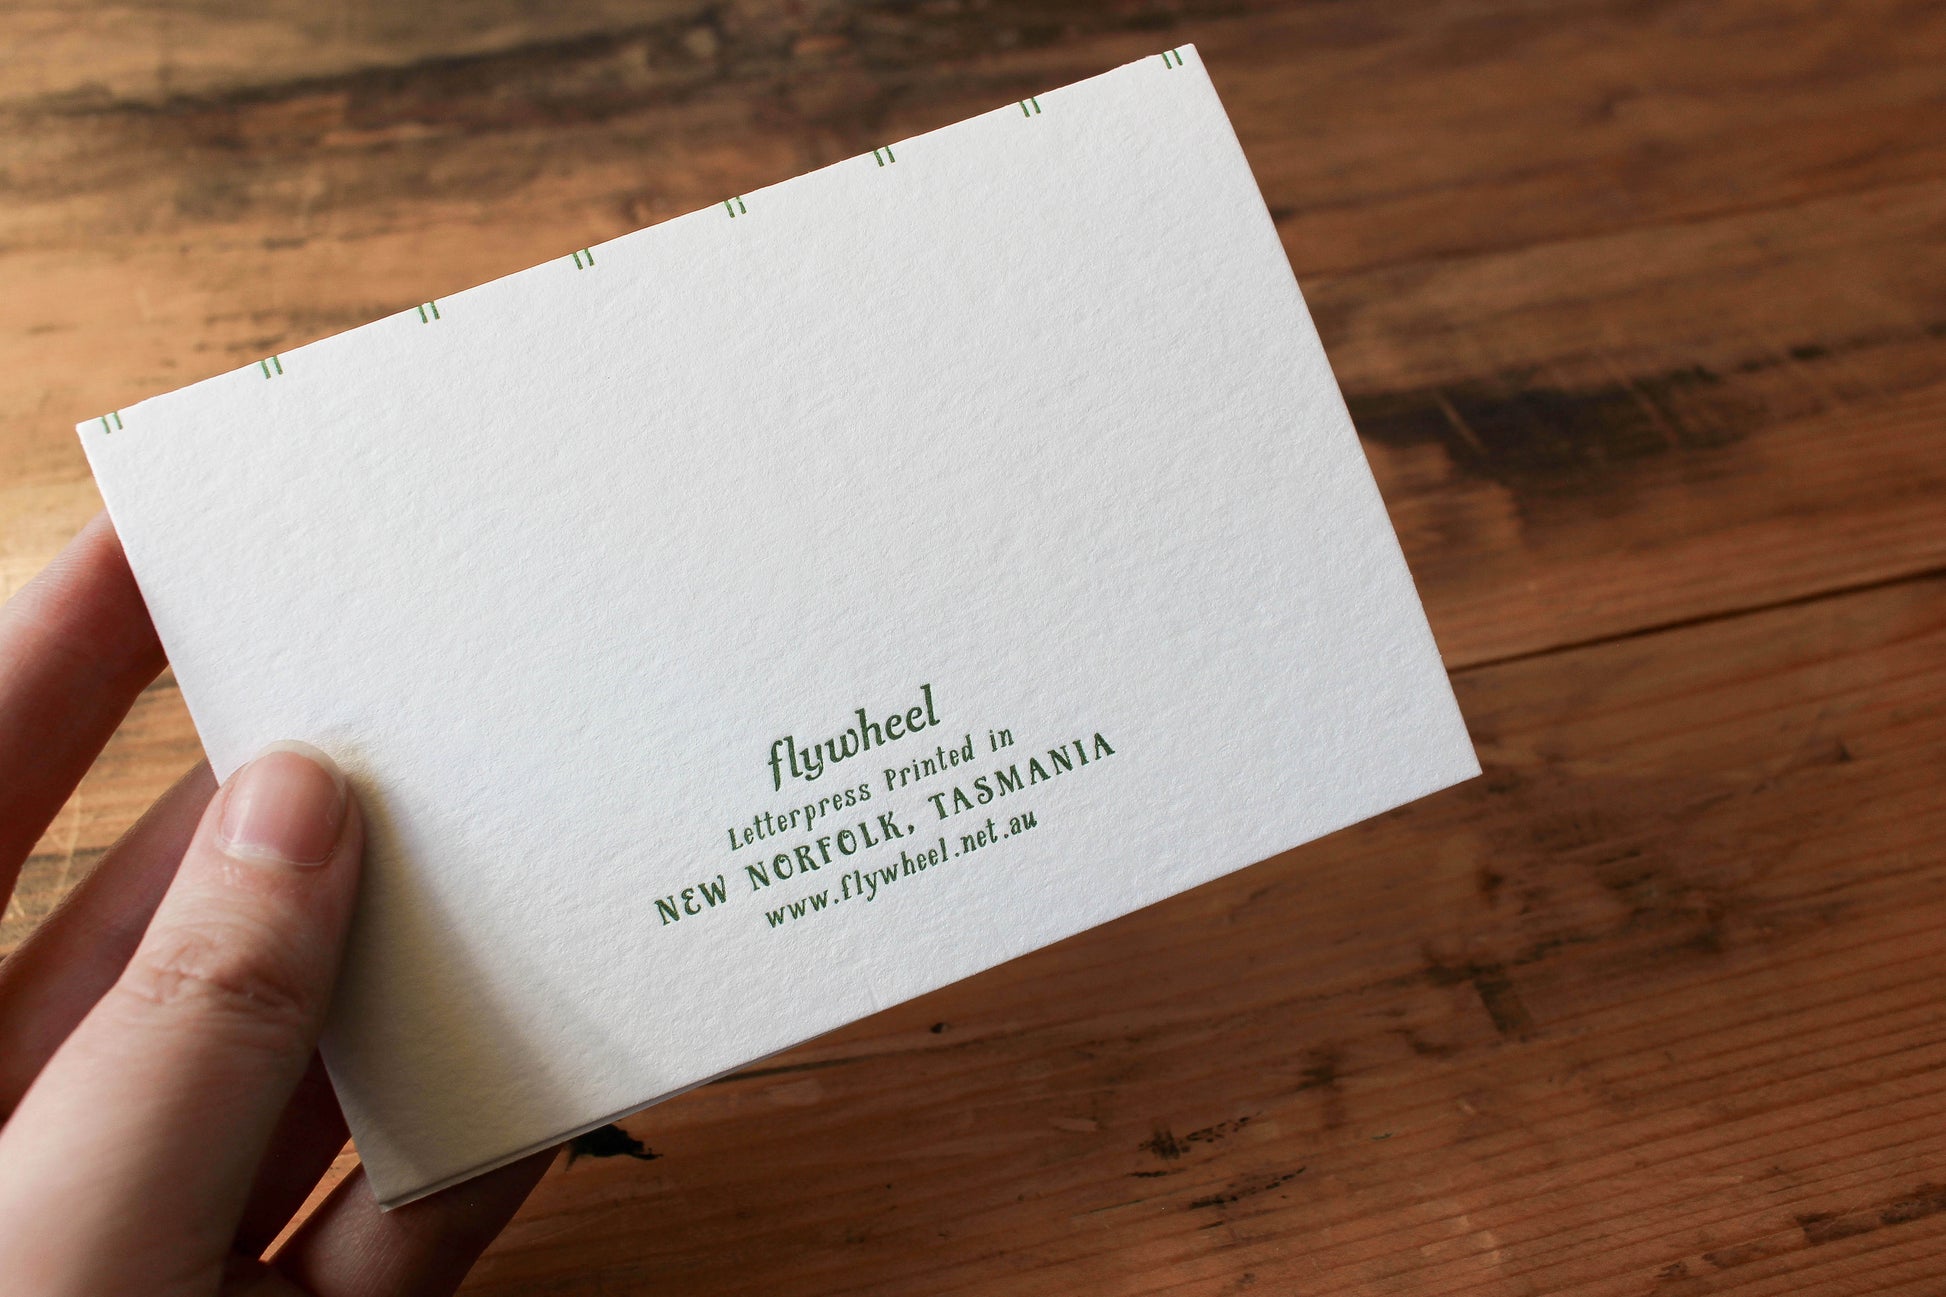 flywheel
Letterpress Printed in
NEW NORFOLK, TASMANIA
www.flywheel.net.au